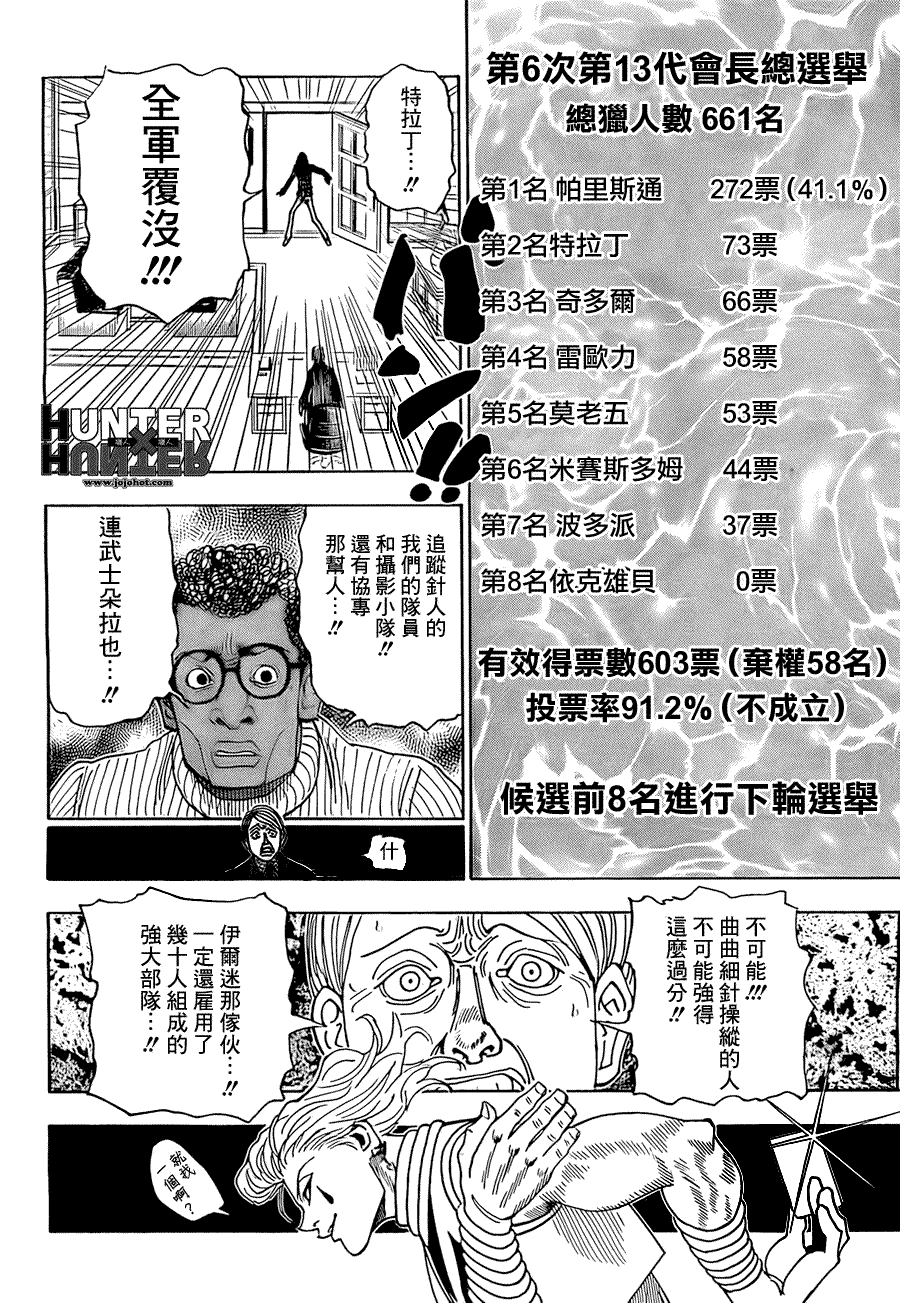 第6次第13代會長總選舉
總獵人數 661名
第1名 帕里斯通 272票(41.1%)
第2名特拉丁 73票
第3名 奇多爾 66票
第4名 雷歐力 58票
第5名莫老五 53票
第6名米賽斯多姆 44票
第7名 波多派 37票
第8名依克雄貝 0票
有效得票數603票(棄權58名)
投票率91.2%(不成立)
候選前8名進行下輪選舉
特拉丁…!!
全軍覆沒!!!
バンッ!!
HUNTER
×
HUNTER
www.jojohot.com
追蹤針人的
我們的隊員
和攝影小隊
還有協專
那幫人…!!
連武士朵拉也…!!
什
不可能!!!
曲曲細針操縱的人
不可能強得
這麼過分!!
伊爾迷那傢伙…!!
一定還雇用了
幾十人組成的
強大部隊…!!
就找
一個啊?